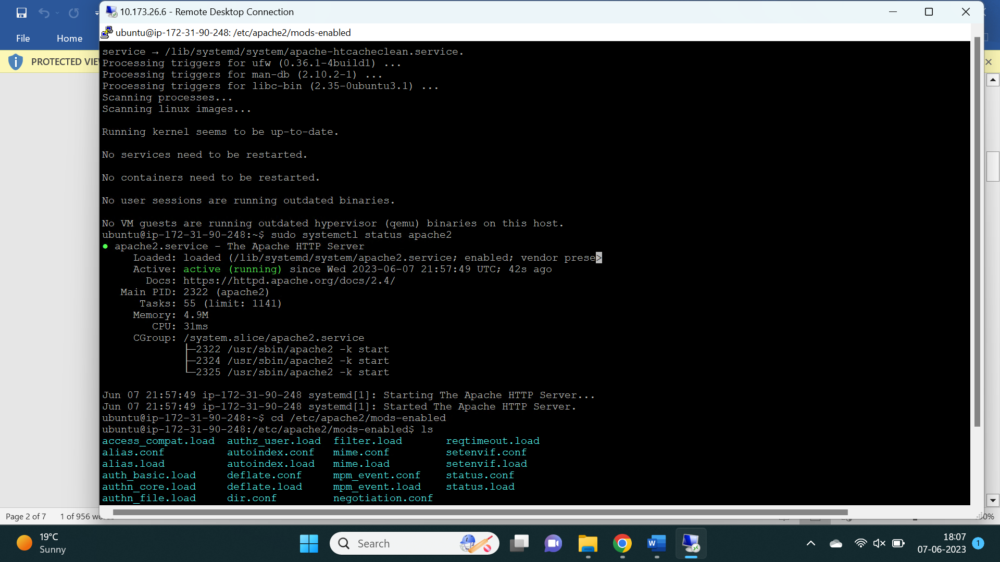 10.173.26.6 - Remote Desktop Connection
File Home
ubuntu@ip-172-31-90-248: /etc/apache2/mods-enabled
PROTECTED VIE
service → /lib/systemd/system/apache-htcacheclean.service.
Processing triggers for ufw (0.36.1-4build1) ...
Processing triggers for man-db (2.10.2-1) ...
Processing triggers for libc-bin (2.35-0ubuntu3.1) ...
Scanning processes...
Scanning linux images...
Running kernel seems to be up-to-date.
No services need to be restarted.
No containers need to be restarted.
No user sessions are running outdated binaries.
No VM guests are running outdated hypervisor (qemu) binaries on this host.
ubuntu@ip-172-31-90-248:~$ sudo systemctl status apache2
● apache2.service - The Apache HTTP Server
Loaded: loaded (/lib/systemd/system/apache2.service; enabled; vendor prese>
Active: active (running) since Wed 2023-06-07 21:57:49 UTC; 42s ago
Docs: https://httpd.apache.org/docs/2.4/
Main PID: 2322 (apache2)
Tasks: 55 (limit: 1141)
Memory: 4.9M
CPU: 31ms
CGroup: /system.slice/apache2.service
├─2322 /usr/sbin/apache2 -k start
├─2324 /usr/sbin/apache2 -k start
└─2325 /usr/sbin/apache2 -k start
Jun 07 21:57:49 ip-172-31-90-248 systemd[1]: Starting The Apache HTTP Server...
Jun 07 21:57:49 ip-172-31-90-248 systemd[1]: Started The Apache HTTP Server.
ubuntu@ip-172-31-90-248:~$ cd /etc/apache2/mods-enabled
ubuntu@ip-172-31-90-248:/etc/apache2/mods-enabled$ ls
access_compat.load authz_user.load filter.load reqtimeout.load
alias.conf autoindex.conf mime.conf setenvif.conf
alias.load autoindex.load mime.load setenvif.load
auth_basic.load deflate.conf mpm_event.conf status.conf
authn_core.load deflate.load mpm_event.load status.load
authn_file.load dir.conf negotiation.conf
Page 2 of 7 1 of 956 wo
0%
19°C
Sunny
Search
18:07
07-06-2023
1